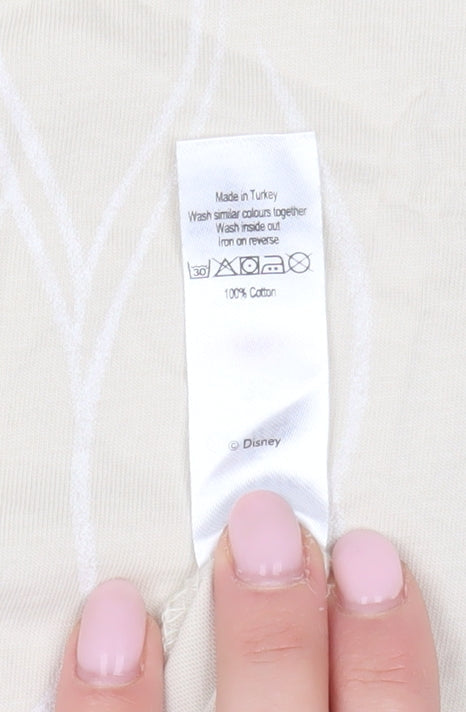 Made in Turkey
Wash similar colours together
Wash inside out
Iron on reverse
30
100% Cotton
© Disney